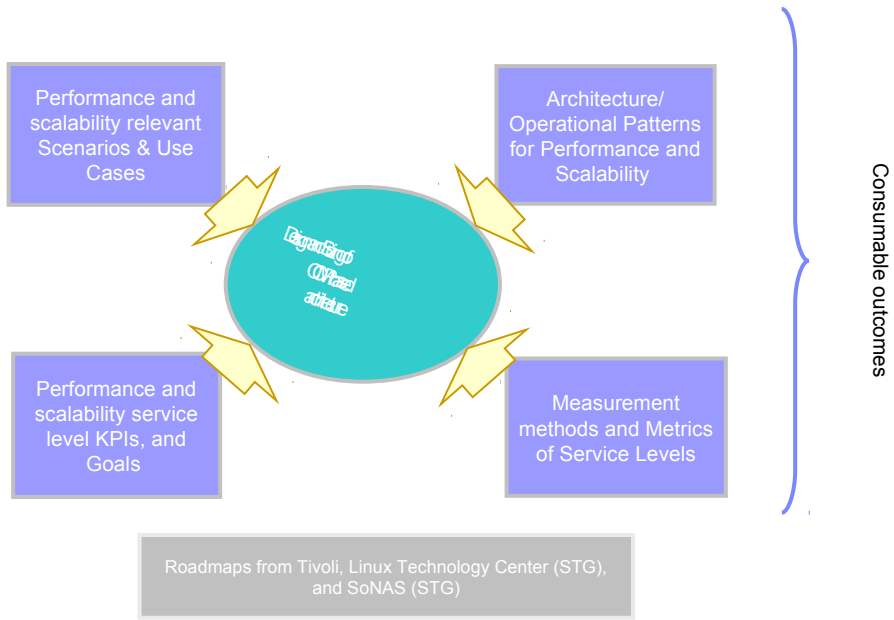 Performance and
scalability relevant
Scenarios & Use
Cases
Architecture/
Operational Patterns
for Performance and
Scalability
Performance and
scalability service
level KPIs, and
Goals
Measurement
methods and Metrics
of Service Levels
Consumable outcomes
Roadmaps from Tivoli, Linux Technology Center (STG),
and SoNAS (STG)